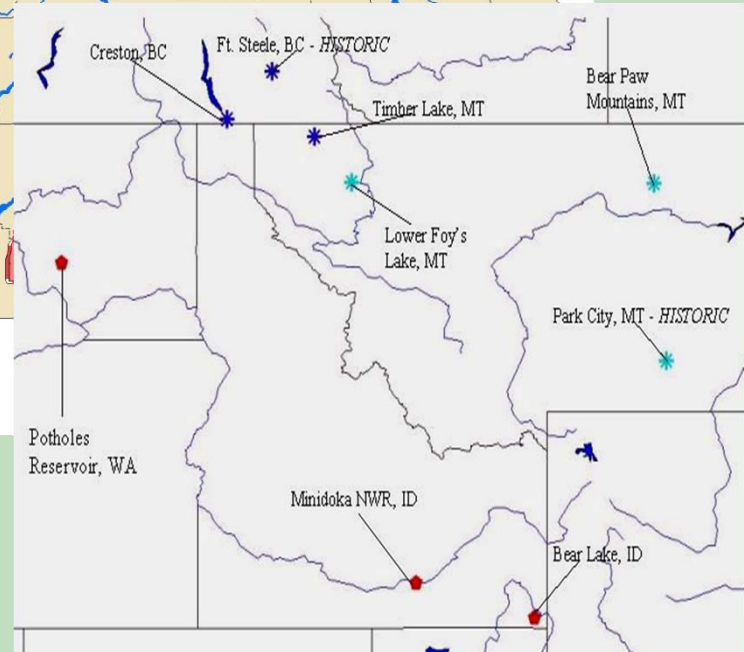 Creston, BC
Ft. Steele, BC - HISTORIC
Timber Lake, MT
Bear Paw
Mountains, MT
Lower Foy's
Lake, MT
Park City, MT - HISTORIC
Potholes
Reservoir, WA
Minidoka NWR, ID
Bear Lake, ID